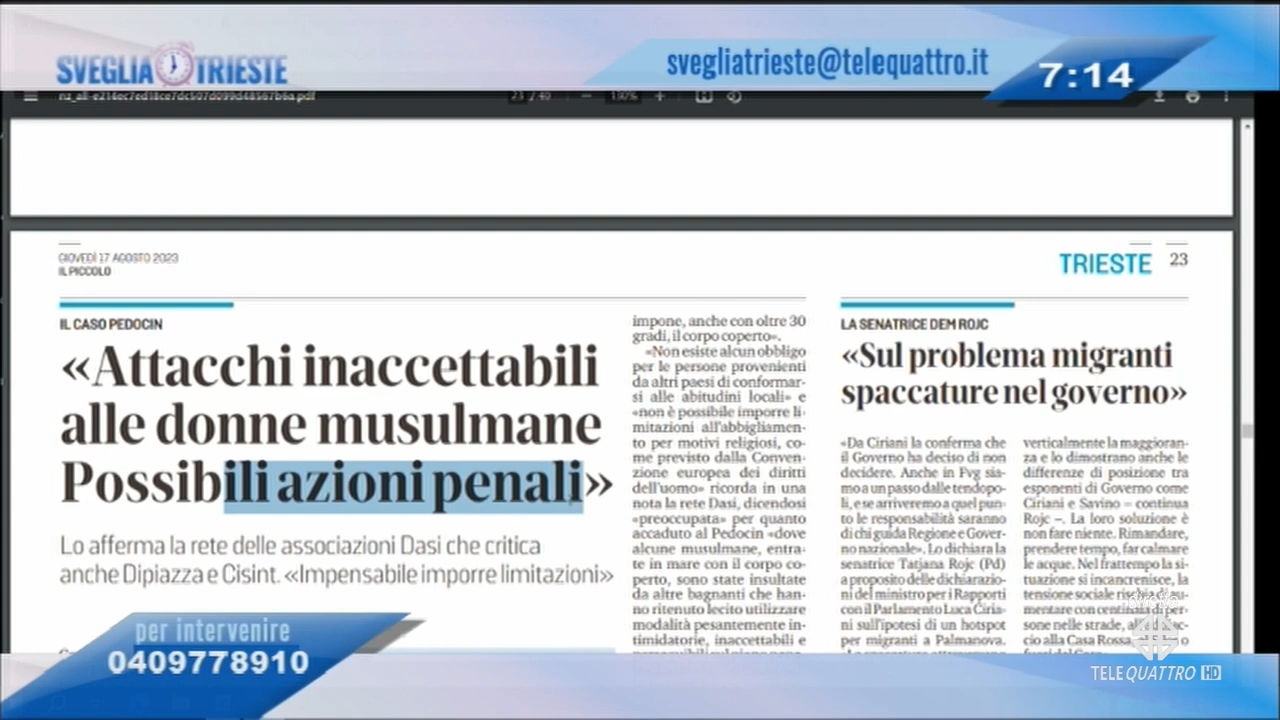 SVEGLIA TRIESTE
svegliatrieste@telequattro.it
7:14
23 / 40
130%
GIOVEDÌ 17 AGOSTO 2023
IL PICCOLO
TRIESTE
23
IL CASO PEDOCIN
«Attacchi inaccettabili
alle donne musulmane
Possibili azioni penali»
Lo afferma la rete delle associazioni Dasi che critica
anche Dipiazza e Cisint. «Impensabile imporre limitazioni»
impone, anche con oltre 30
gradi, il corpo coperto».
«Non esiste alcun obbligo
per le persone provenienti
da altri paesi di conformar-
si alle abitudini locali» e
«non è possibile imporre li-
mitazioni all'abbigliamen-
to per motivi religiosi, co-
me previsto dalla Conven-
zione europea dei diritti
dell'uomo» ricorda in una
nota la rete Dasi, dicendosi
«preoccupata» per quanto
accaduto al Pedocin «dove
alcune musulmane, entra-
te in mare con il corpo co-
perto, sono state insultate
da altre bagnanti che han-
no ritenuto lecito utilizzare
modalità pesantemente in-
timidatorie, inaccettabili e
LA SENATRICE DEM ROJC
«Sul problema migranti
spaccature nel governo»
«Da Ciriani la conferma che
il Governo ha deciso di non
decidere. Anche in Fvg sia-
mo a un passo dalle tendopo-
li, e se arriveremo a quel pun-
to le responsabilità saranno
di chi guida Regione e Gover-
no nazionale». Lo dichiara la
senatrice Tatjana Rojc (Pd)
a proposito delle dichiarazio-
ni del ministro per i Rapporti
con il Parlamento Luca Ciria-
ni sull'ipotesi di un hotspot
per migranti a Palmanova.
verticalmente la maggioran-
za e lo dimostrano anche le
differenze di posizione tra
esponenti di Governo come
Ciriani e Savino – continua
Rojc –. La loro soluzione è
non fare niente. Rimandare,
prendere tempo, far calmare
le acque. Nel frattempo la si-
tuazione si incancrenisce, la
tensione sociale
mentare con centinaia di per-
sone nelle strade,
cio alla Casa Rossa,
per intervenire
0409778910
TELEQUATTRO HD